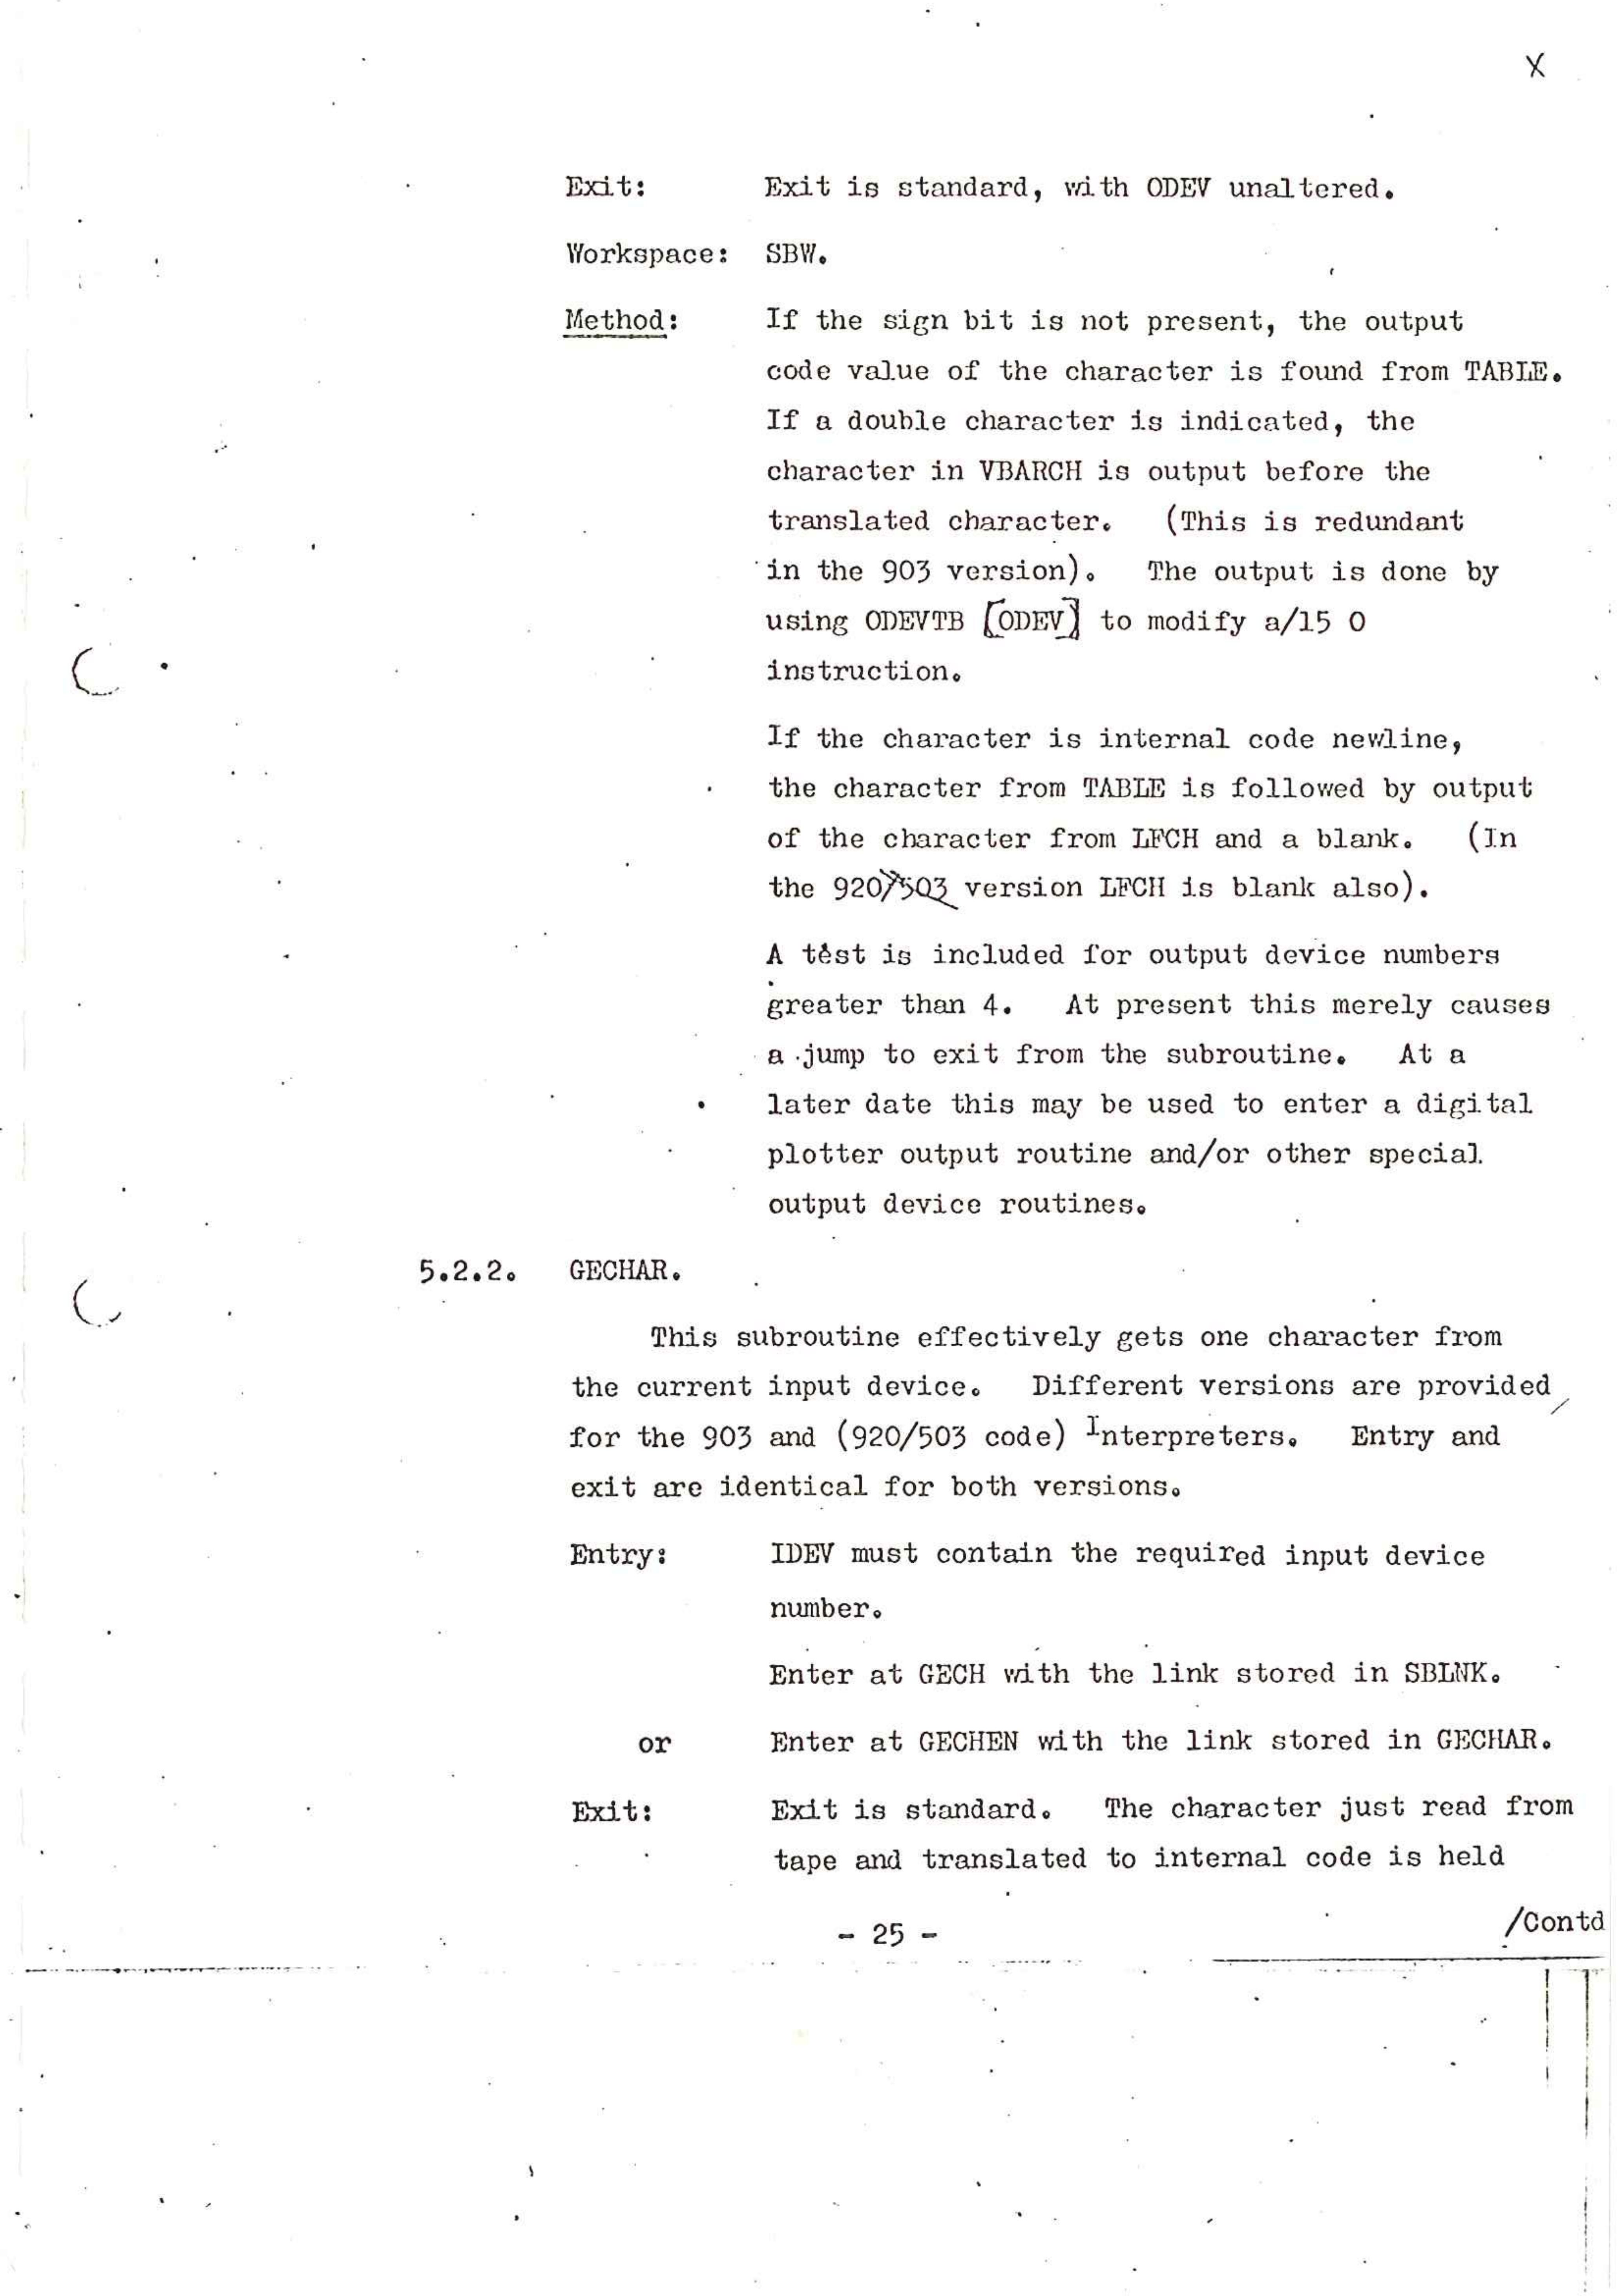 X
Exit: Exit is standard, with ODEV unaltered.
Workspace: SBW.
Method: If the sign bit is not present, the output
code value of the character is found from TABLE.
If a double character is indicated, the
character in VBARCH is output before the
translated character. (This is redundant
in the 903 version). The output is done by
using ODEVTB [ODEV] to modify a/15 0
instruction.
If the character is internal code newline,
the character from TABLE is followed by output
of the character from LFCH and a blank. (In
the 920/503 version LFCH is blank also).
A test is included for output device numbers
greater than 4. At present this merely causes
a jump to exit from the subroutine. At a
later date this may be used to enter a digital
plotter output routine and/or other special
output device routines.
5.2.2. GECHAR.
This subroutine effectively gets one character from
the current input device. Different versions are provided
for the 903 and (920/503 code) Interpreters. Entry and
exit are identical for both versions.
Entry: IDEV must contain the required input device
number.
Enter at GECH with the link stored in SBLNK.
or Enter at GECHEN with the link stored in GECHAR.
Exit: Exit is standard. The character just read from
tape and translated to internal code is held
- 25 -
/Contd